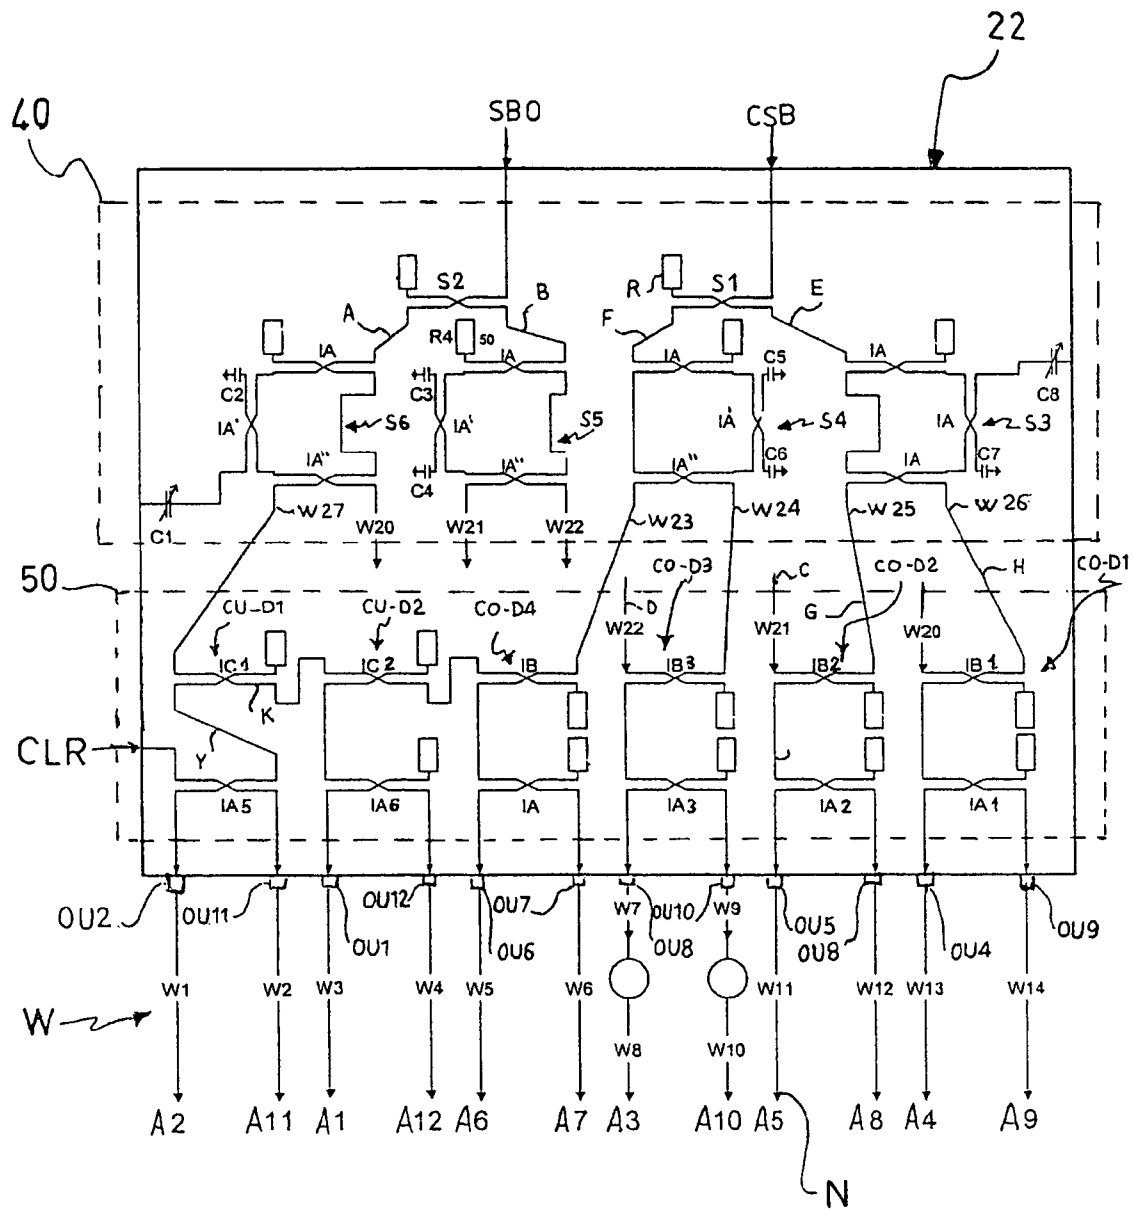 22
40
SBO CSB
R S2 S1 E
A B F
R4 50
IA IA IA IA
C2 C3 C5 C8
IA' S6 IA' S5 IA' S4 IA S3
C4 C6 C7
IA" IA" IA" IA
C1 W27 W20 W21 W22 W23 W24 W25 W26
50
CU-D1 CU-D2 CO-D4 D CO-D3 C CO-D2 H CO-D1
W22 W21 G W20
IC1 IC2 IB IB3 IB2 IB1
K
CLR Y
IA5 IA6 IA IA3 IA2 IA1
OU2 OU11 OU1 OU12 OU6 OU7 OU8 OU10 OU5 OU8 OU4 OU9
W7 W9
W1 W2 W3 W4 W5 W6 W11 W12 W13 W14
W
W8 W10
A2 A11 A1 A12 A6 A7 A3 A10 A5 A8 A4 A9
N